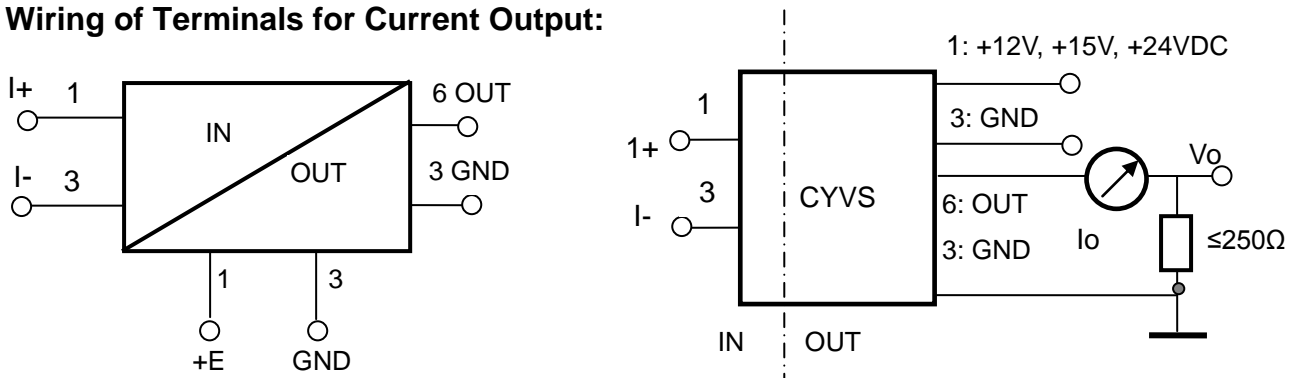 Wiring of Terminals for Current Output:
I+ 1
IN
6 OUT
I- 3
OUT
3 GND
1
3
+E
GND
1: +12V, +15V, +24VDC
1
3: GND
1+
Vo
3
CYVS
I-
6: OUT
Io
≤250Ω
3: GND
IN
OUT